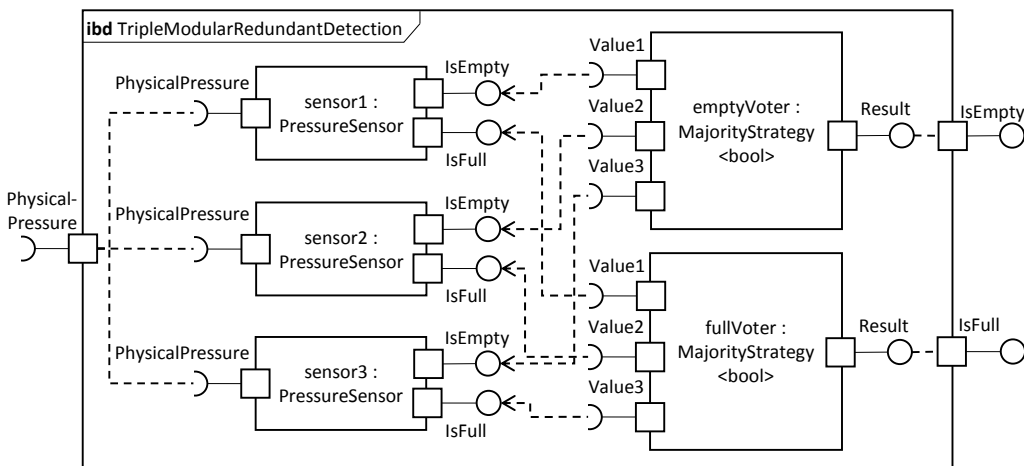 ibd TripleModularRedundantDetection
Physical-
Pressure
PhysicalPressure
sensor1 :
PressureSensor
IsEmpty
IsFull
PhysicalPressure
sensor2 :
PressureSensor
IsEmpty
IsFull
PhysicalPressure
sensor3 :
PressureSensor
IsEmpty
IsFull
Value1
Value2
Value3
emptyVoter :
MajorityStrategy
<bool>
Result
IsEmpty
Value1
Value2
Value3
fullVoter :
MajorityStrategy
<bool>
Result
IsFull